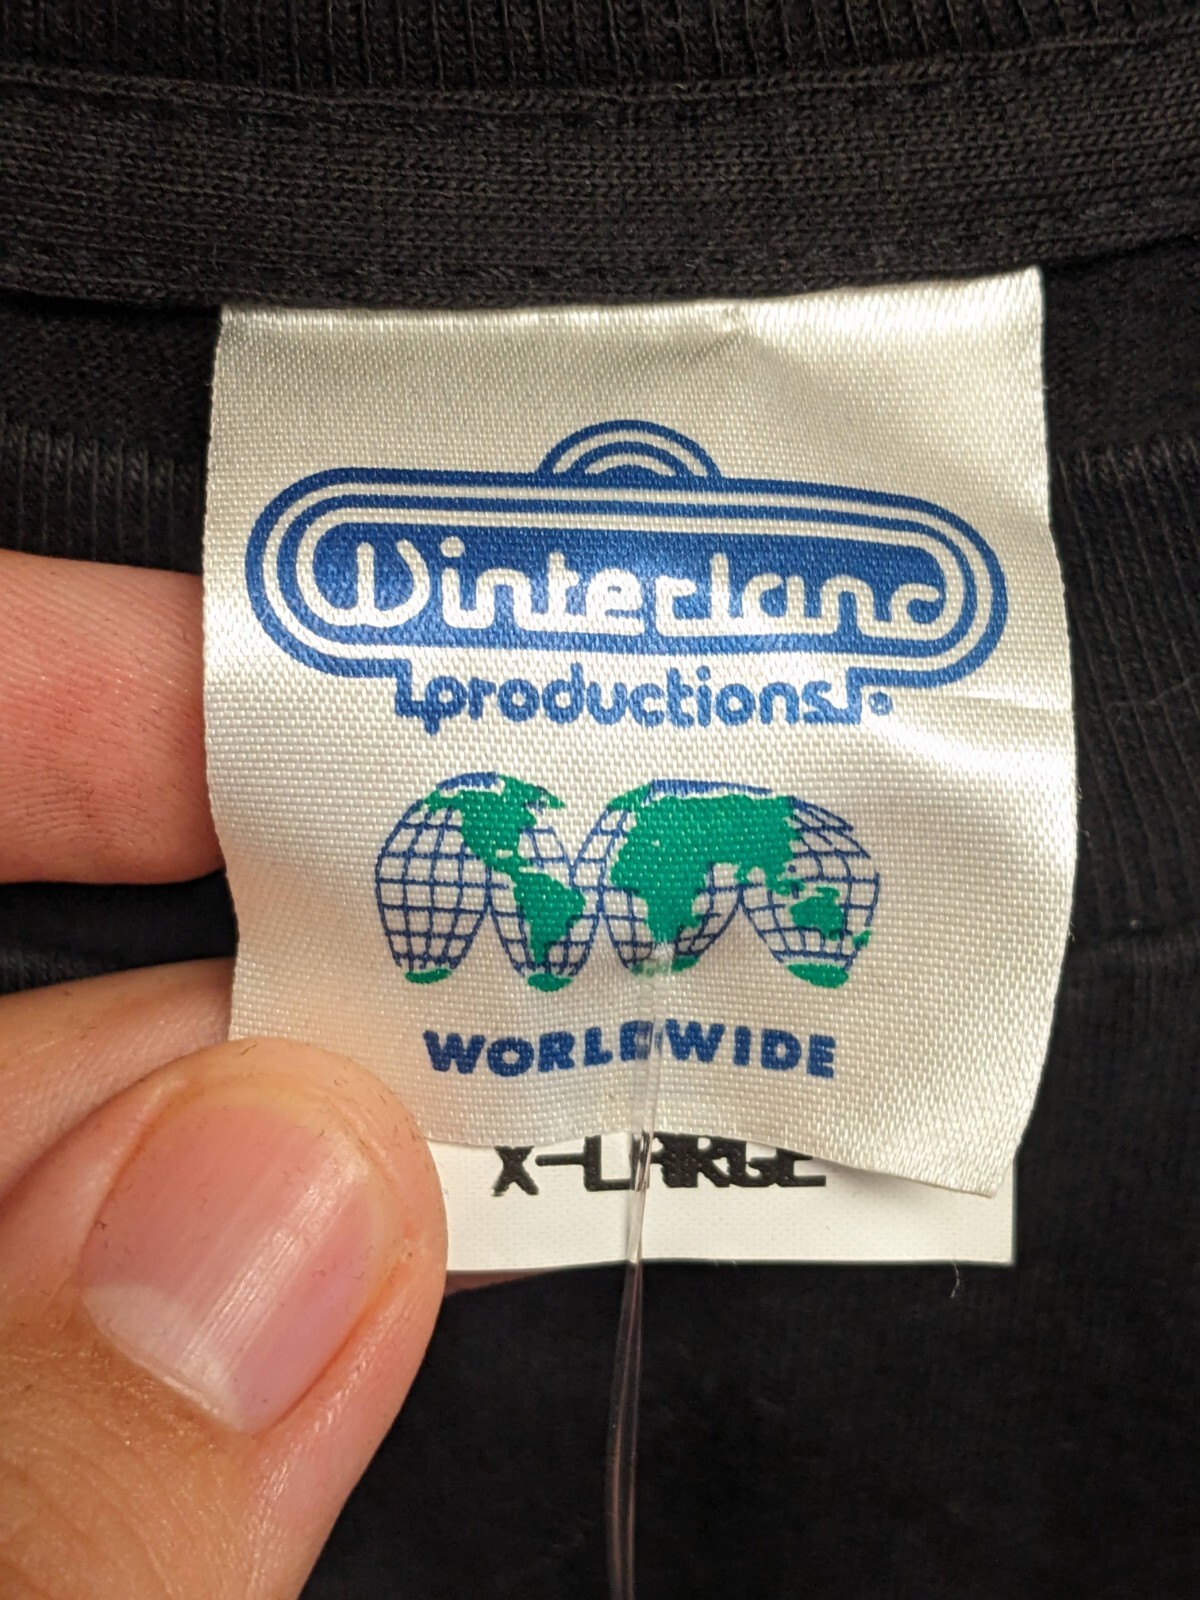 Winterland
productions
WORLDWIDE
X-LARGE